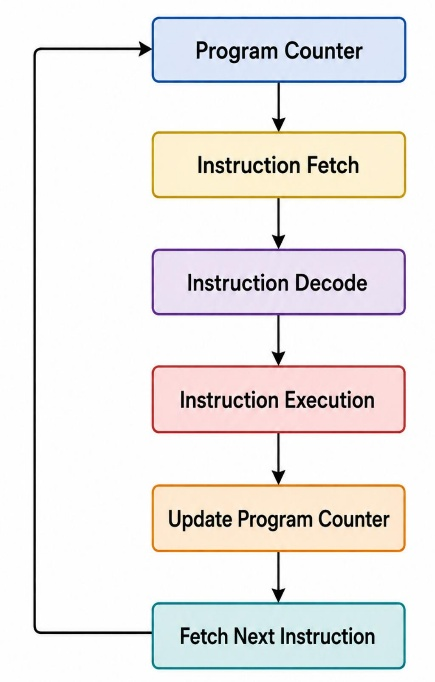 Program Counter
Instruction Fetch
Instruction Decode
Instruction Execution
Update Program Counter
Fetch Next Instruction